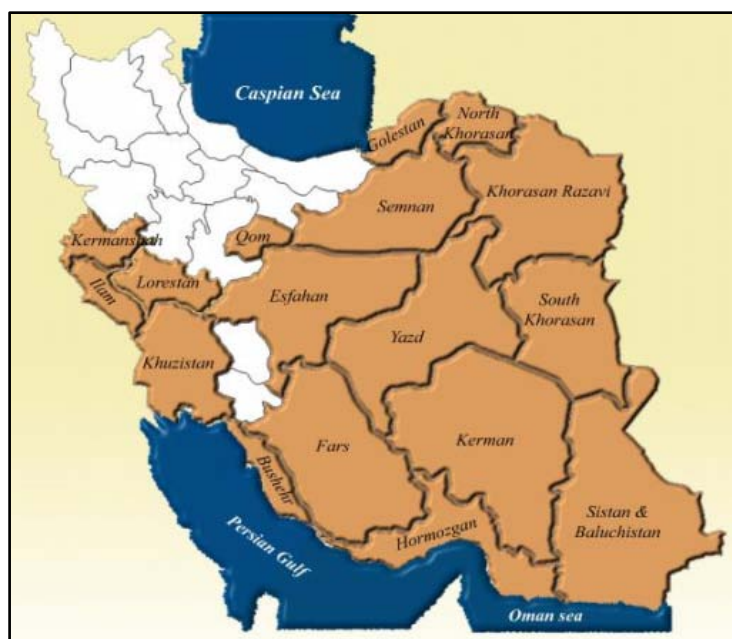 Caspian Sea
Golestan
North
Khorasan
Khorasan Razavi
Semnan
Kermanshah
Qom
Ilam
Lorestan
Esfahan
South
Khorasan
Khuzistan
Yazd
Fars
Kerman
Bushehr
Sistan &
Baluchistan
Hormozgan
Persian Gulf
Oman sea